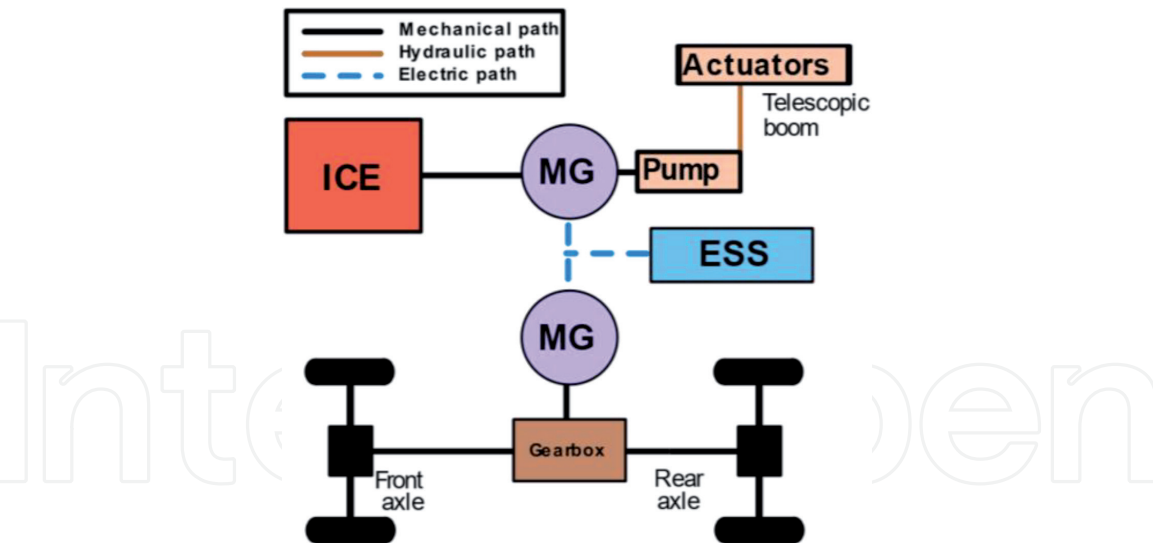 Mechanical path
Hydraulic path
Electric path
Actuators
Telescopic
boom
ICE
MG
Pump
ESS
MG
Gearbox
Front
axle
Rear
axle